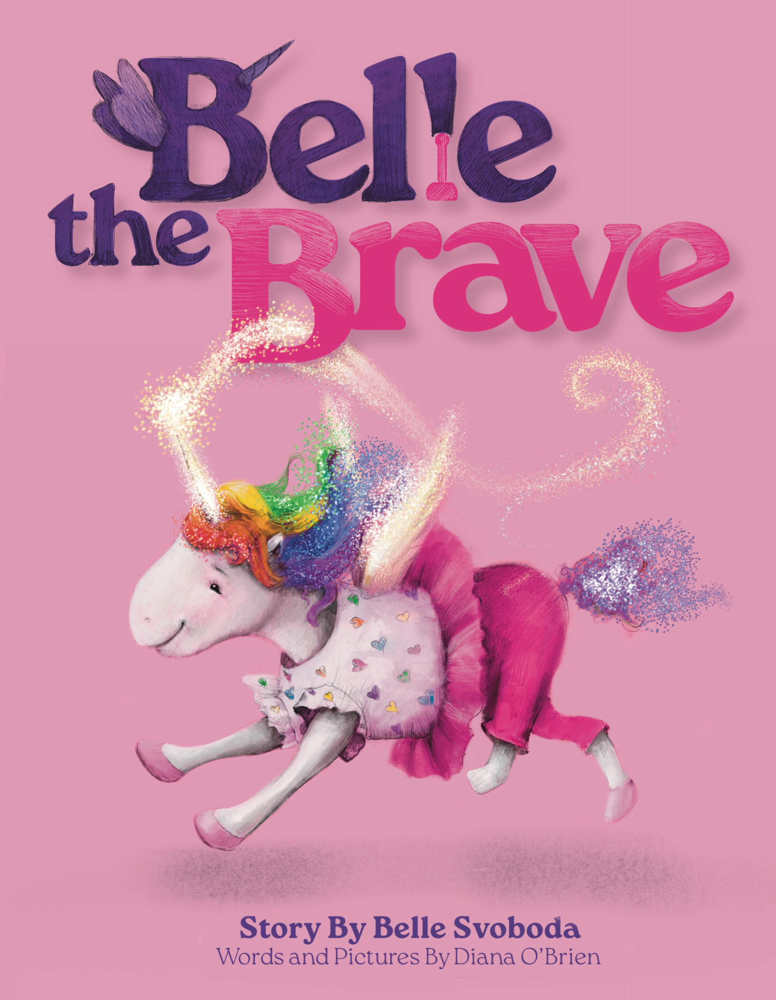 Belle
the Brave
Story By Belle Svoboda
Words and Pictures By Diana O'Brien